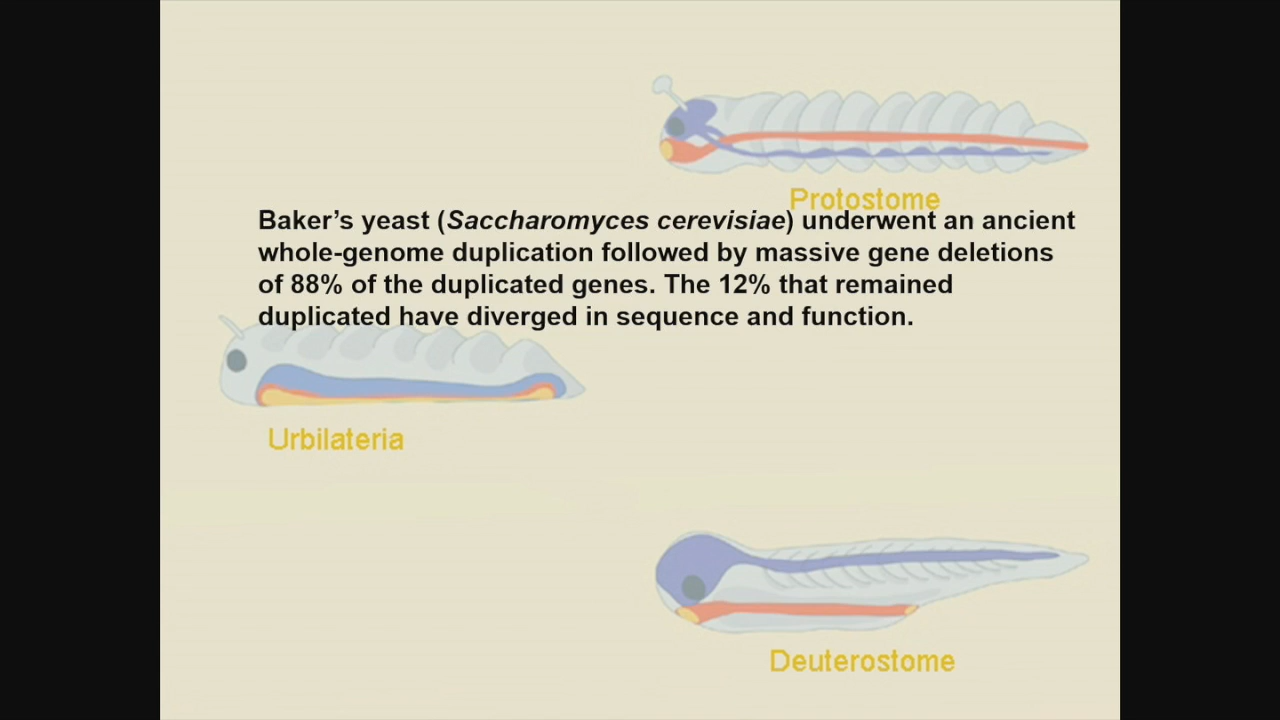 Protostome
Baker’s yeast (Saccharomyces cerevisiae) underwent an ancient
whole-genome duplication followed by massive gene deletions
of 88% of the duplicated genes. The 12% that remained
duplicated have diverged in sequence and function.
Urbilateria
Deuterostome